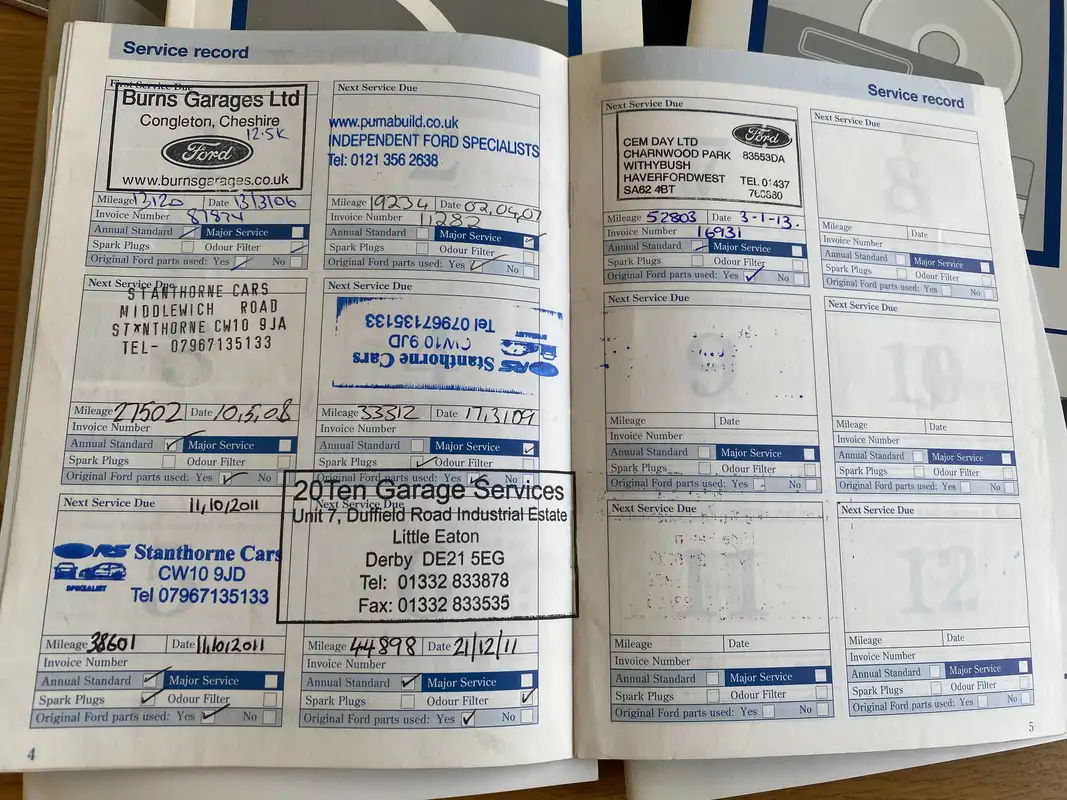 Service record
First Service Due
Burns Garages Ltd
Congleton, Cheshire
12.5K
Ford
www.burnsgarages.co.uk
Mileage 13120 Date 13/3/06
Invoice Number 87874
Annual Standard Major Service
Spark Plugs Odour Filter
Original Ford parts used: Yes No
Next Service Due
www.pumabuild.co.uk
INDEPENDENT FORD SPECIALISTS
Tel: 0121 356 2638
2
Mileage 19234 Date 02,04,07
Invoice Number 11282
Annual Standard Major Service
Spark Plugs Odour Filter
Original Ford parts used: Yes No
Next Service Due
STANTHORNE CARS
MIDDLEWICH ROAD
STANTHORNE CW10 9JA
TEL- 07967135133
3
Mileage 27502 Date 10,5,08
Invoice Number
Annual Standard Major Service
Spark Plugs Odour Filter
Original Ford parts used: Yes No
Next Service Due
RS Stanthorne Cars
SPECIALIST
CW10 9JD
Tel 07967135133
Mileage 33312 Date 17,3,09
Invoice Number
Annual Standard Major Service
Spark Plugs Odour Filter
Original Ford parts used: Yes No
Next Service Due 11,10,2011
RS Stanthorne Cars
SPECIALIST
CW10 9JD
Tel 07967135133
Mileage 38601 Date 11,10,2011
Invoice Number
Annual Standard Major Service
Spark Plugs Odour Filter
Original Ford parts used: Yes No
Next Service Due
20Ten Garage Services
Unit 7, Duffield Road Industrial Estate
Little Eaton
Derby DE21 5EG
Tel: 01332 833878
Fax: 01332 833535
Mileage 44898 Date 21/12/11
Invoice Number
Annual Standard Major Service
Spark Plugs Odour Filter
Original Ford parts used: Yes No
4
Service record
Next Service Due
Ford
CEM DAY LTD
CHARNWOOD PARK 83553DA
WITHYBUSH
HAVERFORDWEST TEL 01437
SA62 4BT
Mileage 52803 Date 3-1-13.
Invoice Number 16931
Annual Standard Major Service
Spark Plugs Odour Filter
Original Ford parts used: Yes No
Next Service Due
8
Mileage Date
Invoice Number
Annual Standard Major Service
Spark Plugs Odour Filter
Original Ford parts used: Yes No
Next Service Due
9
Mileage Date
Invoice Number
Annual Standard Major Service
Spark Plugs Odour Filter
Original Ford parts used: Yes No
Next Service Due
10
Mileage Date
Invoice Number
Annual Standard Major Service
Spark Plugs Odour Filter
Original Ford parts used: Yes No
Next Service Due
11
Mileage Date
Invoice Number
Annual Standard Major Service
Spark Plugs Odour Filter
Original Ford parts used: Yes No
Next Service Due
12
Mileage Date
Invoice Number
Annual Standard Major Service
Spark Plugs Odour Filter
Original Ford parts used: Yes No
5